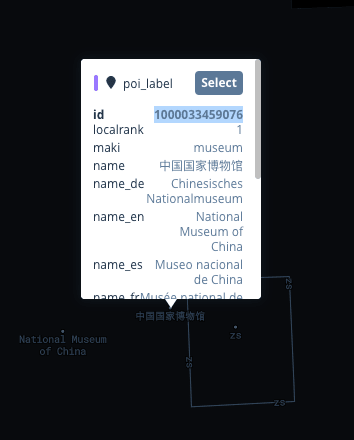 poi_label Select
id 1000033459076
localrank 1
maki museum
name 中国国家博物馆
name_de Chinesisches
Nationalmuseum
name_en National
Museum of
China
name_es Museo nacional
de China
name_fr Musée national de
中国国家博物馆
National Museum
of China
zs
zs
zs
zs